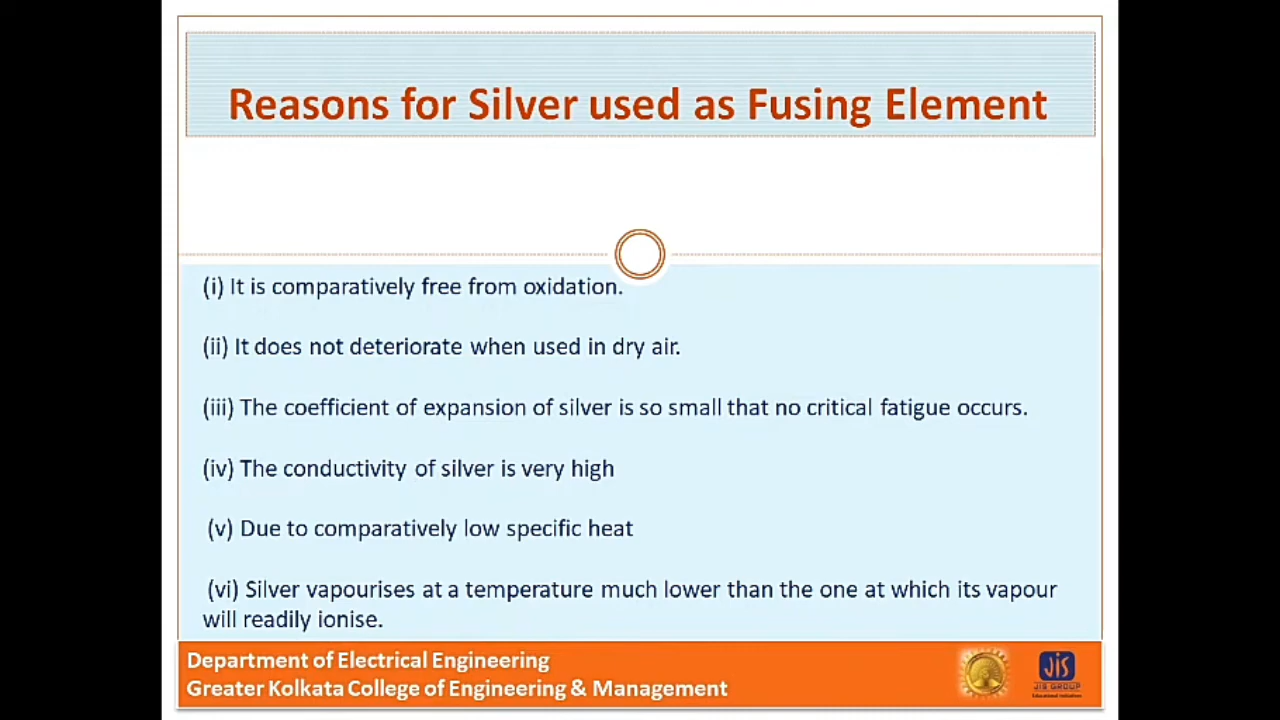 Reasons for Silver used as Fusing Element
(i) It is comparatively free from oxidation.
(ii) It does not deteriorate when used in dry air.
(iii) The coefficient of expansion of silver is so small that no critical fatigue occurs.
(iv) The conductivity of silver is very high
(v) Due to comparatively low specific heat
(vi) Silver vapourises at a temperature much lower than the one at which its vapour
will readily ionise.
Department of Electrical Engineering
Greater Kolkata College of Engineering & Management
JIS
JIS GROUP
Educational Initiatives